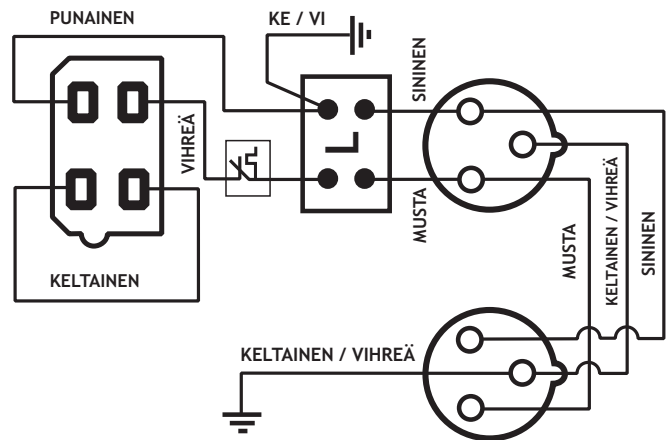 PUNAINEN
KE / VI
SININEN
VIHREÄ
L
MUSTA
KELTAINEN
MUSTA
KELTAINEN / VIHREÄ
SININEN
KELTAINEN / VIHREÄ